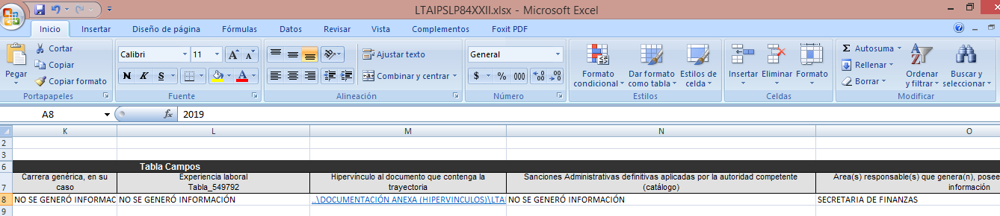 LTAIPSLP84XXII.xlsx - Microsoft Excel
Inicio Insertar Diseño de página Fórmulas Datos Revisar Vista Complementos Foxit PDF
Pegar
Cortar
Copiar
Copiar formato
Portapapeles
Calibri 11
N K S
Fuente
Ajustar texto
Combinar y centrar
Alineación
General
$ % 000
Número
Formato condicional
Dar formato como tabla
Estilos de celda
Estilos
Insertar Eliminar Formato
Celdas
Σ Autosuma
Rellenar
Borrar
Ordenar y filtrar
Buscar y seleccionar
Modificar
A8 fx 2019
K L M N O
2
3
6 Tabla Campos
7 Carrera genérica, en su caso
Experiencia laboral
Tabla_549792
Hipervínculo al documento que contenga la trayectoria
Sanciones Administrativas definitivas aplicadas por la autoridad competente (catálogo)
Área(s) responsable(s) que genera(n), posee
información
8 NO SE GENERÓ INFORMAC NO SE GENERÓ INFORMACIÓN ..\DOCUMENTACIÓN ANEXA (HIPERVINCULOS)\LTAI NO SE GENERÓ INFORMACIÓN SECRETARIA DE FINANZAS
9